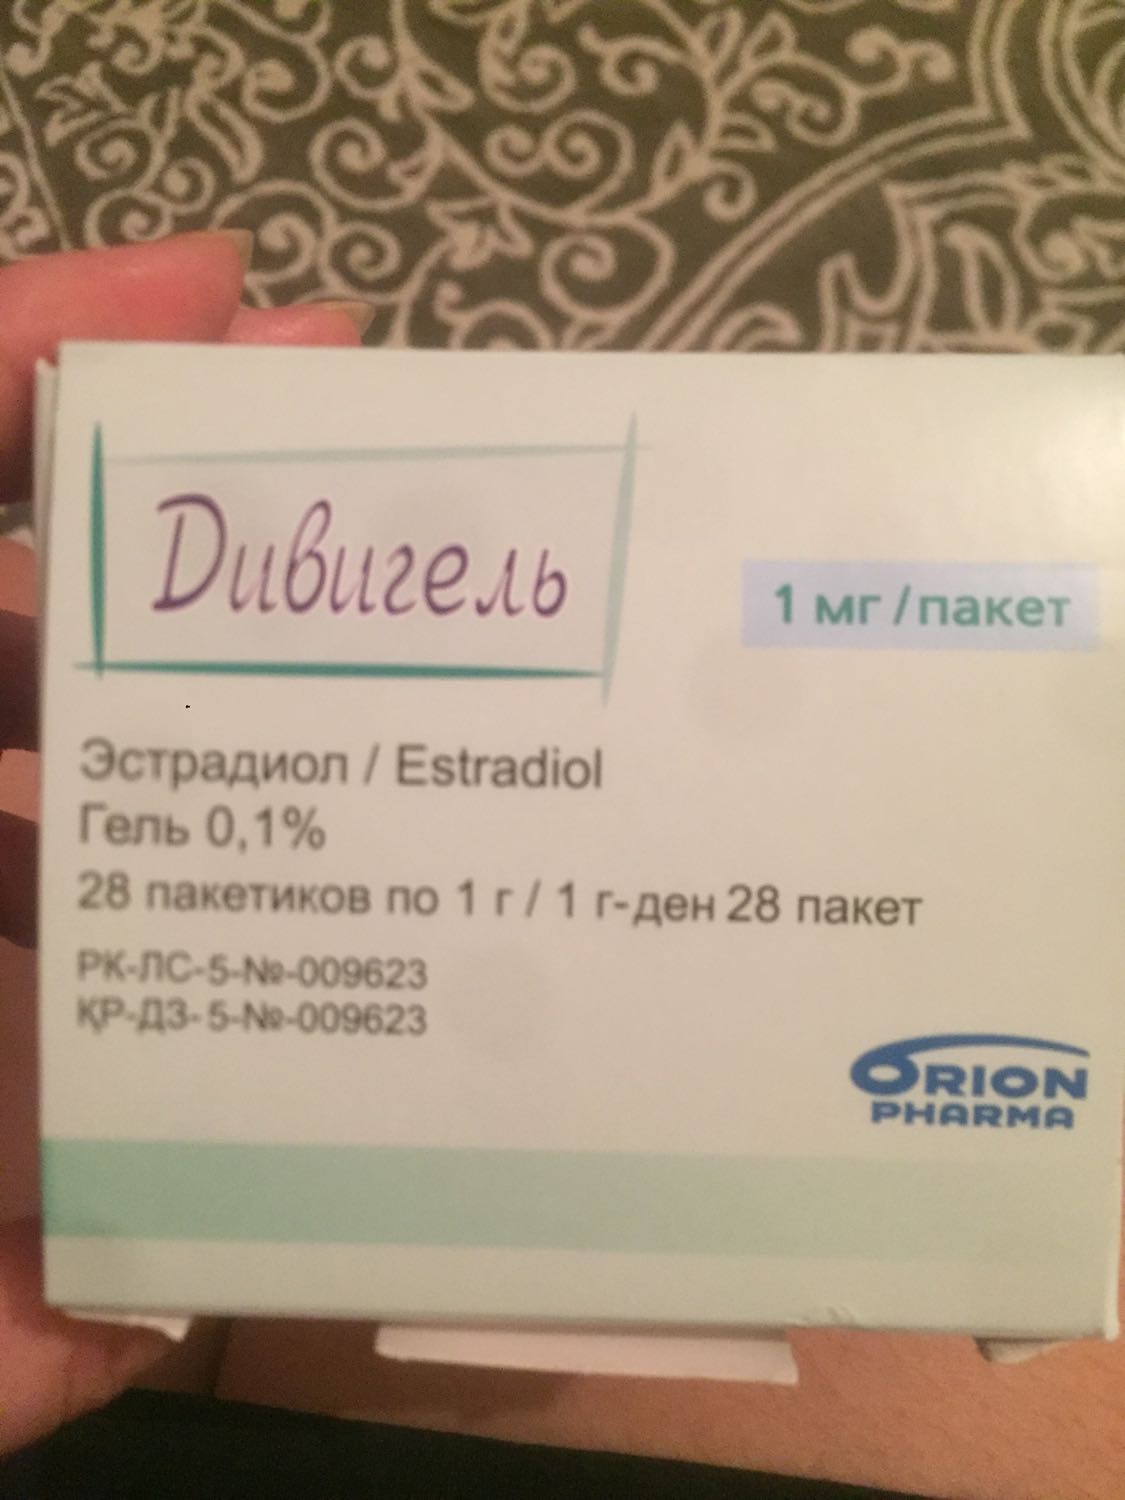 Дивигель
1 мг/пакет
Эстрадиол / Estradiol
Гель 0,1%
28 пакетиков по 1 г / 1 г-ден 28 пакет
РК-ЛС-5-№-009623
ҚР-ДЗ-5-№-009623
ORION
PHARMA